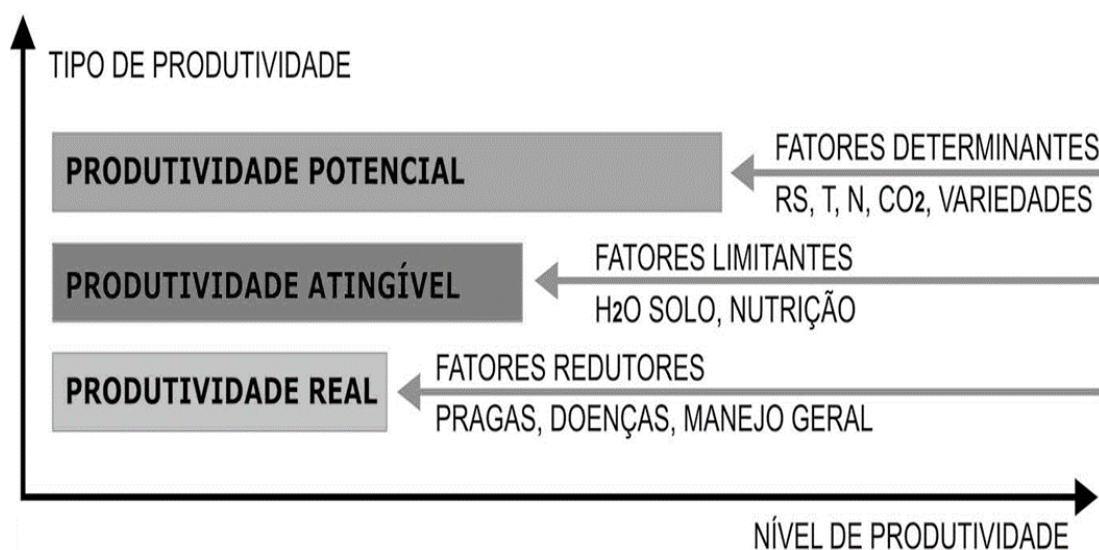 TIPO DE PRODUTIVIDADE
PRODUTIVIDADE POTENCIAL
FATORES DETERMINANTES
RS, T, N, CO2, VARIEDADES
PRODUTIVIDADE ATINGÍVEL
FATORES LIMITANTES
H2O SOLO, NUTRIÇÃO
PRODUTIVIDADE REAL
FATORES REDUTORES
PRAGAS, DOENÇAS, MANEJO GERAL
NÍVEL DE PRODUTIVIDADE